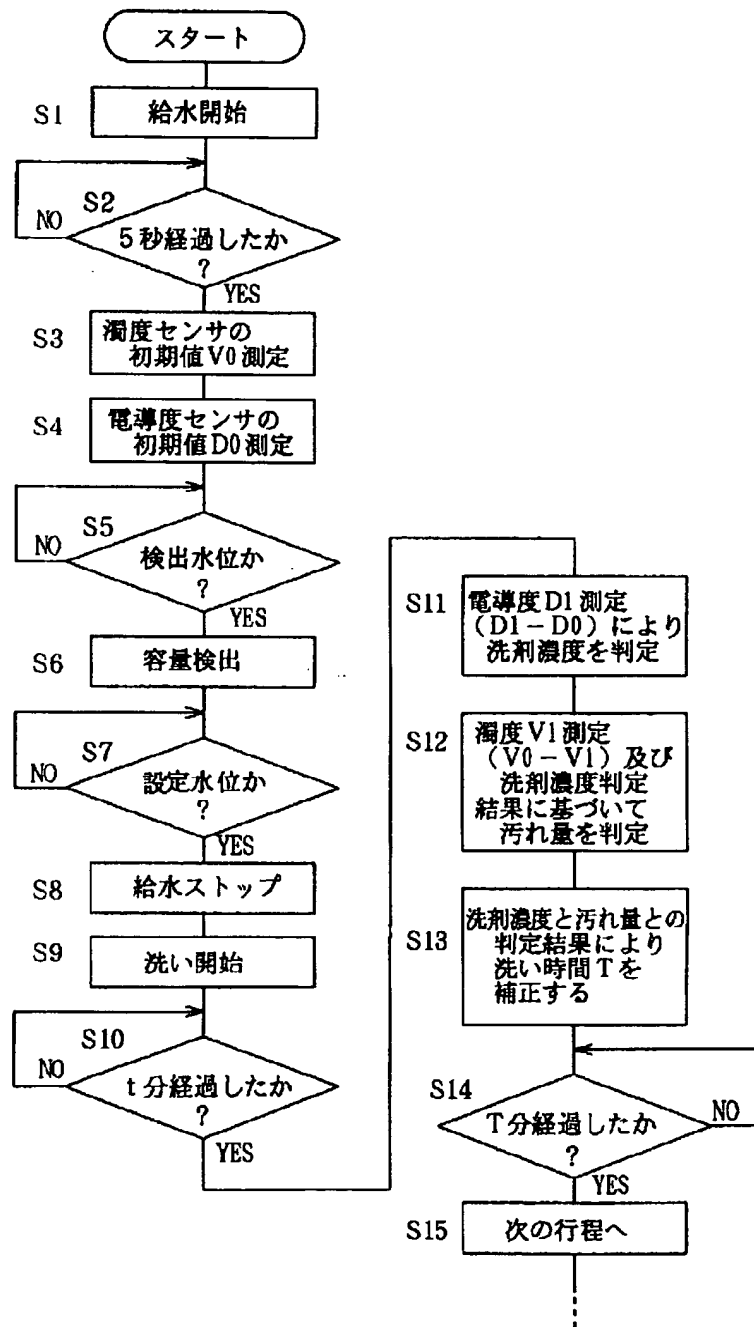 スタート
S1
給水開始
S2
NO
5秒経過したか
?
YES
S3
濁度センサの
初期値V0測定
S4
電導度センサの
初期値D0測定
S5
NO
検出水位か
?
YES
S6
容量検出
S7
NO
設定水位か
?
YES
S8
給水ストップ
S9
洗い開始
S10
NO
t分経過したか
?
YES
S11
電導度D1測定
(D1-D0)により
洗剤濃度を判定
S12
濁度V1測定
(V0-V1)及び
洗剤濃度判定
結果に基づいて
汚れ量を判定
S13
洗剤濃度と汚れ量との
判定結果により
洗い時間Tを
補正する
S14
T分経過したか
?
NO
YES
S15
次の行程へ